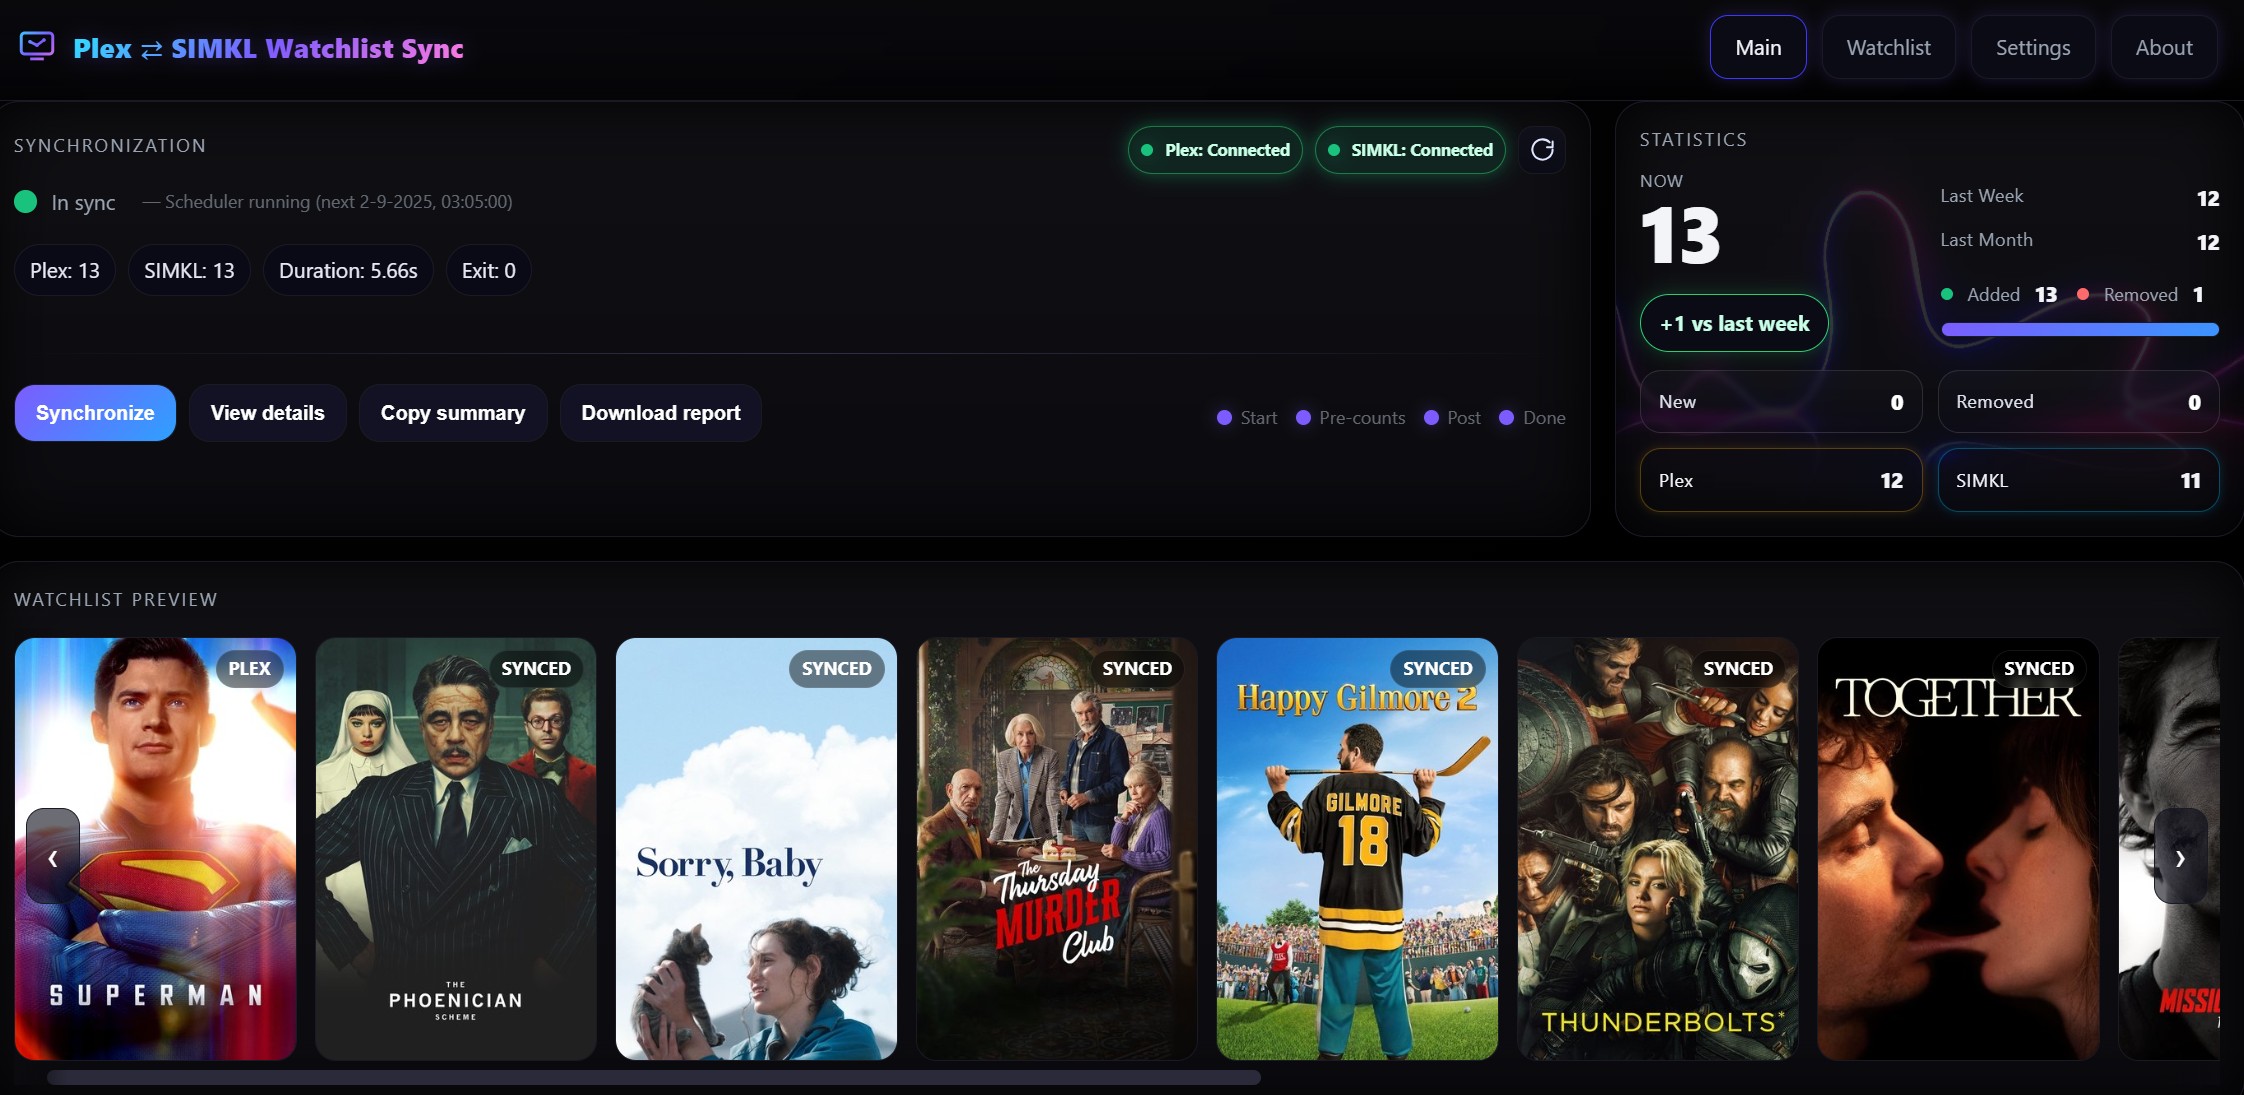 Plex ⇄ SIMKL Watchlist Sync
Main
Watchlist
Settings
About
SYNCHRONIZATION
Plex: Connected
SIMKL: Connected
In sync — Scheduler running (next 2-9-2025, 03:05:00)
Plex: 13
SIMKL: 13
Duration: 5.66s
Exit: 0
Synchronize
View details
Copy summary
Download report
Start
Pre-counts
Post
Done
STATISTICS
NOW
13
+1 vs last week
Last Week 12
Last Month 12
Added 13 Removed 1
New 0
Removed 0
Plex 12
SIMKL 11
WATCHLIST PREVIEW
PLEX
SUPERMAN
SYNCED
THE
PHOENICIAN
SCHEME
SYNCED
Sorry, Baby
SYNCED
The
Thursday
MURDER
Club
SYNCED
Happy Gilmore 2
GILMORE
18
SYNCED
THUNDERBOLTS*
SYNCED
TOGETHER
MISSI